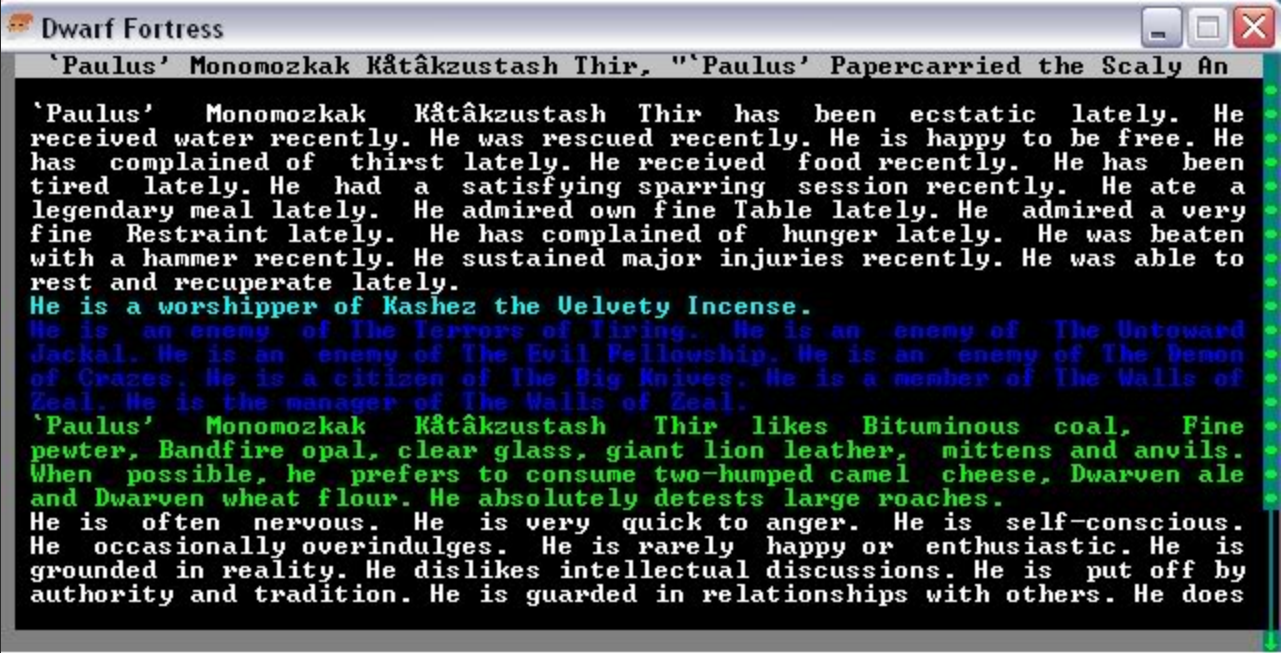 Dwarf Fortress
`Paulus' Monomozkak Kåtâkzustash Thir, "`Paulus' Papercarried the Scaly An
`Paulus' Monomozkak Kåtâkzustash Thir has been ecstatic lately. He
received water recently. He was rescued recently. He is happy to be free. He
has complained of thirst lately. He received food recently. He has been
tired lately. He had a satisfying sparring session recently. He ate a
legendary meal lately. He admired own fine Table lately. He admired a very
fine Restraint lately. He has complained of hunger lately. He was beaten
with a hammer recently. He sustained major injuries recently. He was able to
rest and recuperate lately.
He is a worshipper of Kashez the Velvety Incense.
He is an enemy of The Terrors of Tiring. He is an enemy of The Untoward
Jackal. He is an enemy of The Evil Fellowship. He is an enemy of The Demon
of Crazes. He is a citizen of The Big Knives. He is a member of The Walls of
Zeal. He is the manager of The Walls of Zeal.
`Paulus' Monomozkak Kåtâkzustash Thir likes Bituminous coal, Fine
pewter, Bandfire opal, clear glass, giant lion leather, mittens and anvils.
When possible, he prefers to consume two-humped camel cheese, Dwarven ale
and Dwarven wheat flour. He absolutely detests large roaches.
He is often nervous. He is very quick to anger. He is self-conscious.
He occasionally overindulges. He is rarely happy or enthusiastic. He is
grounded in reality. He dislikes intellectual discussions. He is put off by
authority and tradition. He is guarded in relationships with others. He does